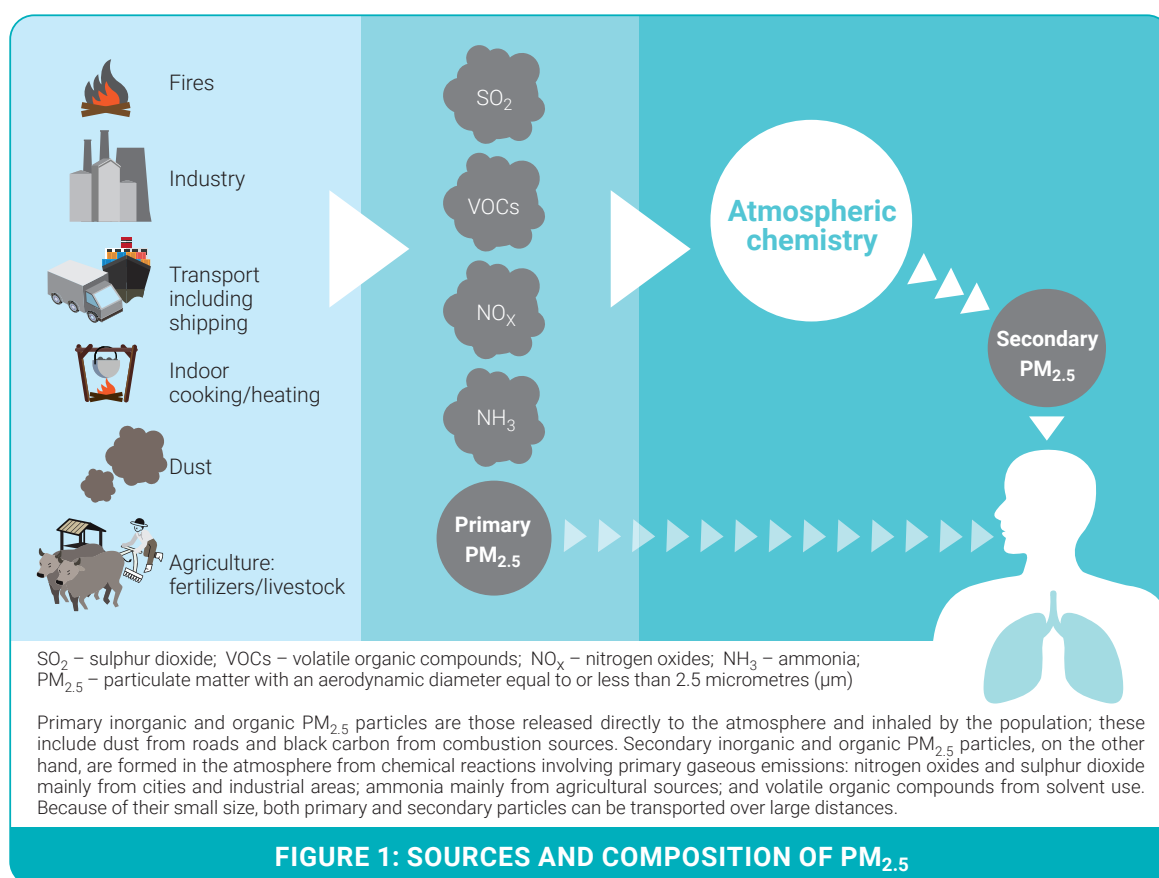 Fires
Industry
Transport
including
shipping
Indoor
cooking/heating
Dust
Agriculture:
fertilizers/livestock
SO₂
VOCs
NOₓ
NH₃
Primary
PM₂.₅
Atmospheric
chemistry
Secondary
PM₂.₅
SO₂ – sulphur dioxide; VOCs – volatile organic compounds; NOₓ – nitrogen oxides; NH₃ – ammonia;
PM₂.₅ – particulate matter with an aerodynamic diameter equal to or less than 2.5 micrometres (µm)
Primary inorganic and organic PM₂.₅ particles are those released directly to the atmosphere and inhaled by the population; these
include dust from roads and black carbon from combustion sources. Secondary inorganic and organic PM₂.₅ particles, on the other
hand, are formed in the atmosphere from chemical reactions involving primary gaseous emissions: nitrogen oxides and sulphur dioxide
mainly from cities and industrial areas; ammonia mainly from agricultural sources; and volatile organic compounds from solvent use.
Because of their small size, both primary and secondary particles can be transported over large distances.
FIGURE 1: SOURCES AND COMPOSITION OF PM₂.₅